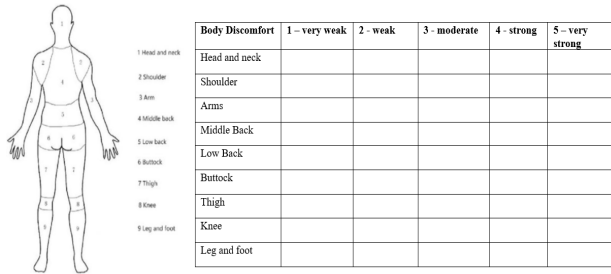 1
2
5
4
3
3
3
6
6
7
7
8
8
9
9
1 Head and neck
2 Shoulder
3 Arm
4 Middle back
5 Low back
6 Buttock
7 Thigh
8 Knee
9 Leg and foot
Body Discomfort 1 – very weak 2 - weak 3 - moderate 4 - strong 5 – very strong
Head and neck
Shoulder
Arms
Middle Back
Low Back
Buttock
Thigh
Knee
Leg and foot